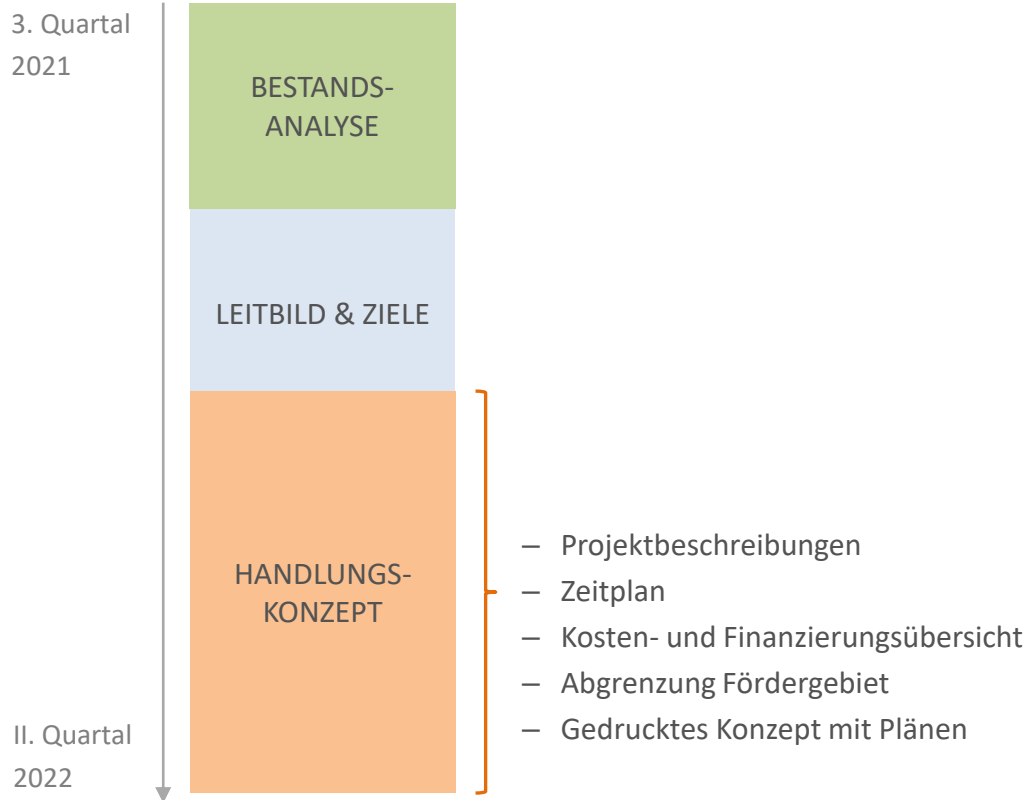 3. Quartal
2021
BESTANDS-
ANALYSE
LEITBILD & ZIELE
HANDLUNGS-
KONZEPT
– Projektbeschreibungen
– Zeitplan
– Kosten- und Finanzierungsübersicht
– Abgrenzung Fördergebiet
– Gedrucktes Konzept mit Plänen
II. Quartal
2022